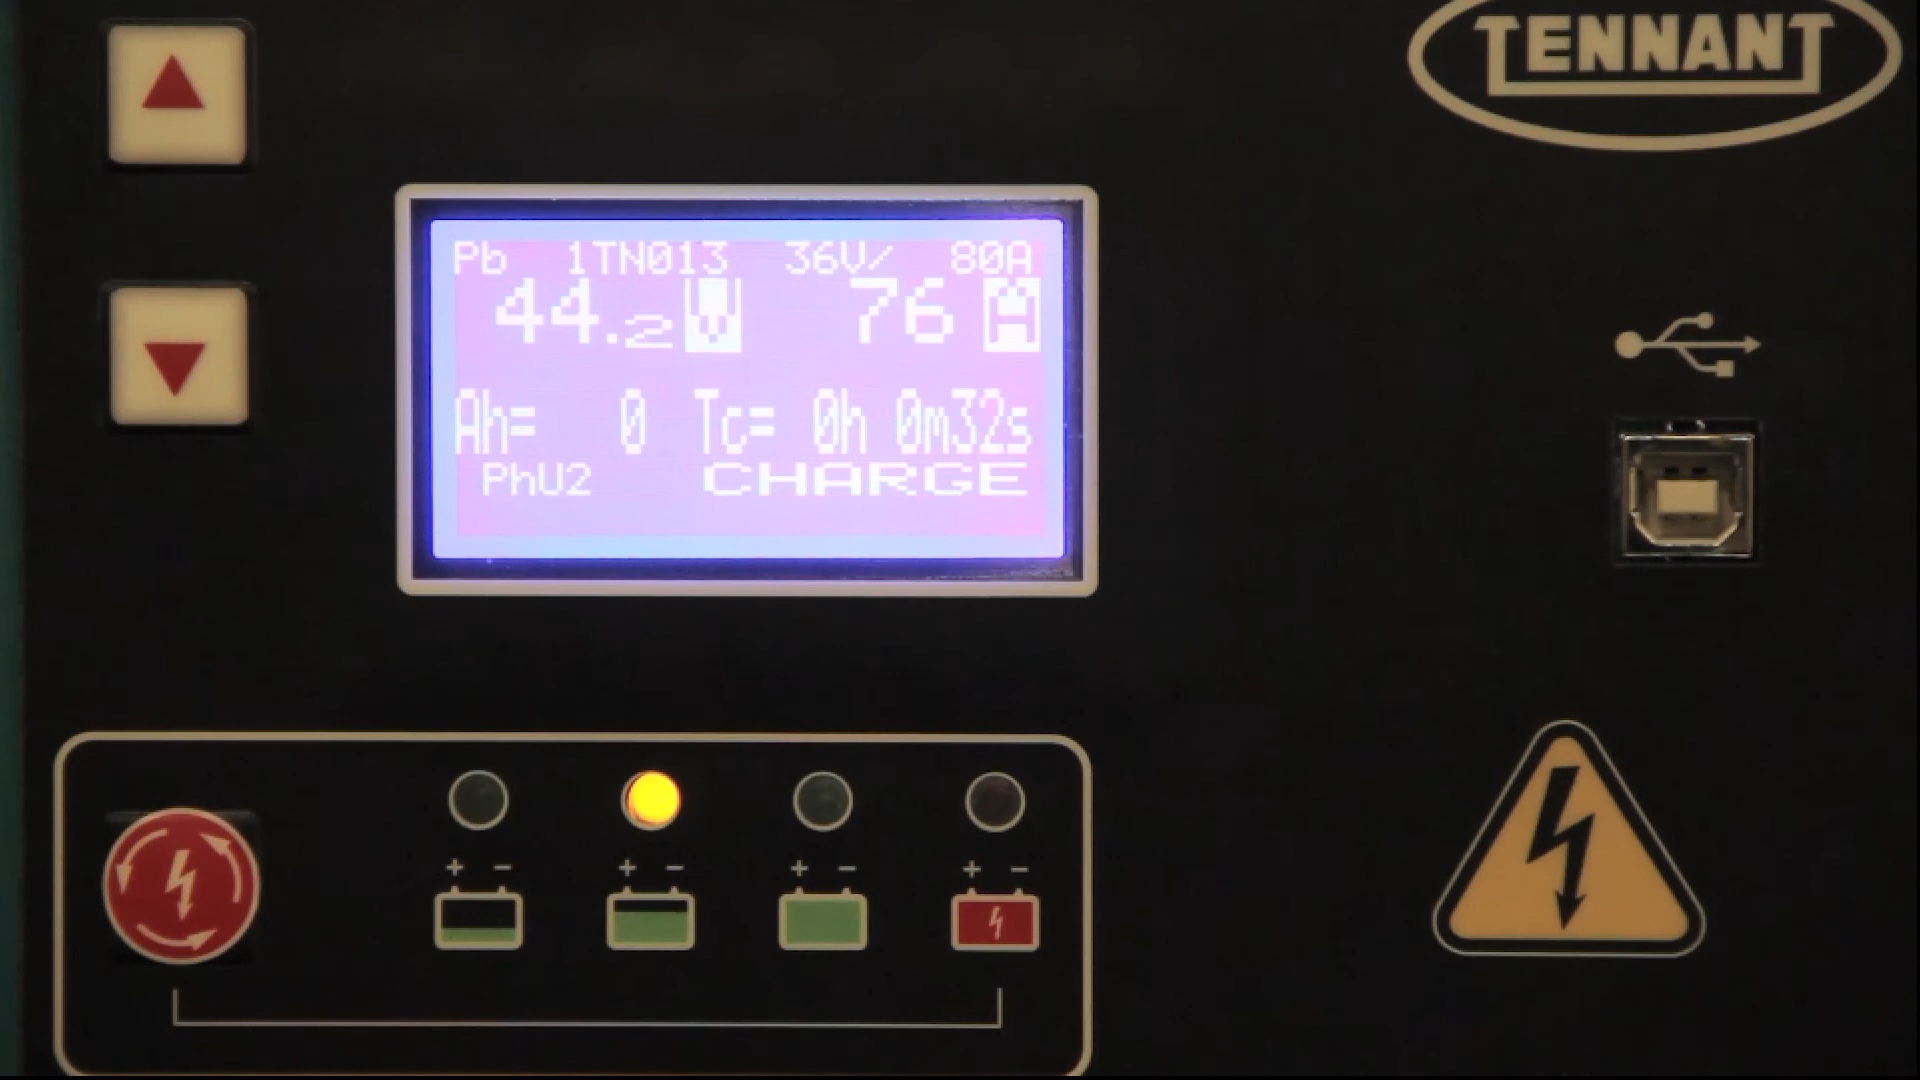 TENNANT
Pb 1TN013 36V/ 80A
44.2 V 76 A
Ah= 0 Tc= 0h 0m32s
PhU2 CHARGE
+ - + - + - + -